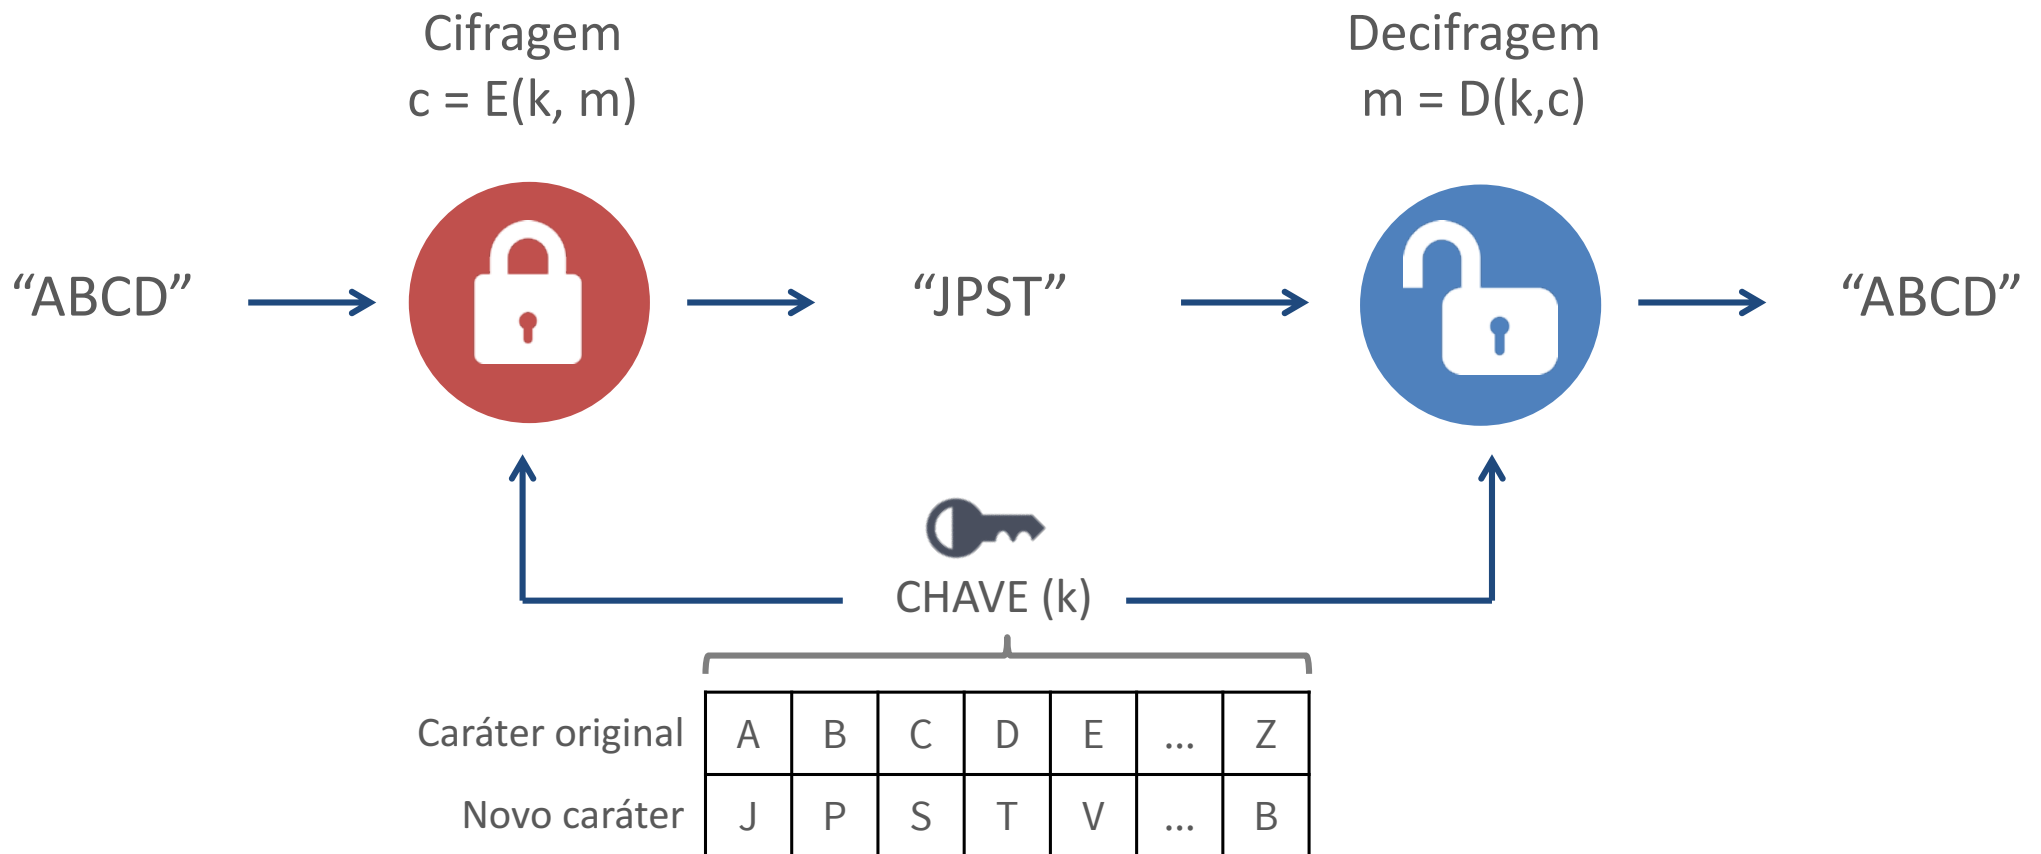 Cifragem
c = E(k, m)
Decifragem
m = D(k,c)
“ABCD”
“JPST”
“ABCD”
CHAVE (k)
Caráter original A B C D E ... Z
Novo caráter J P S T V ... B